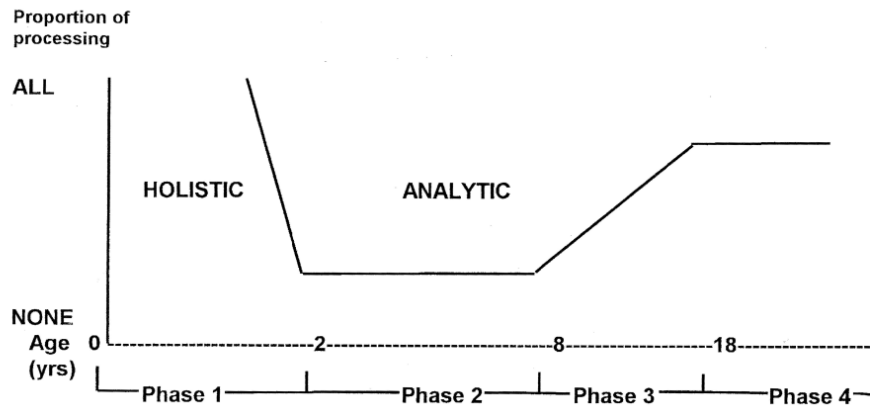 Proportion of
processing
ALL
HOLISTIC ANALYTIC
NONE
Age 0 2 8 18
(yrs)
Phase 1 Phase 2 Phase 3 Phase 4